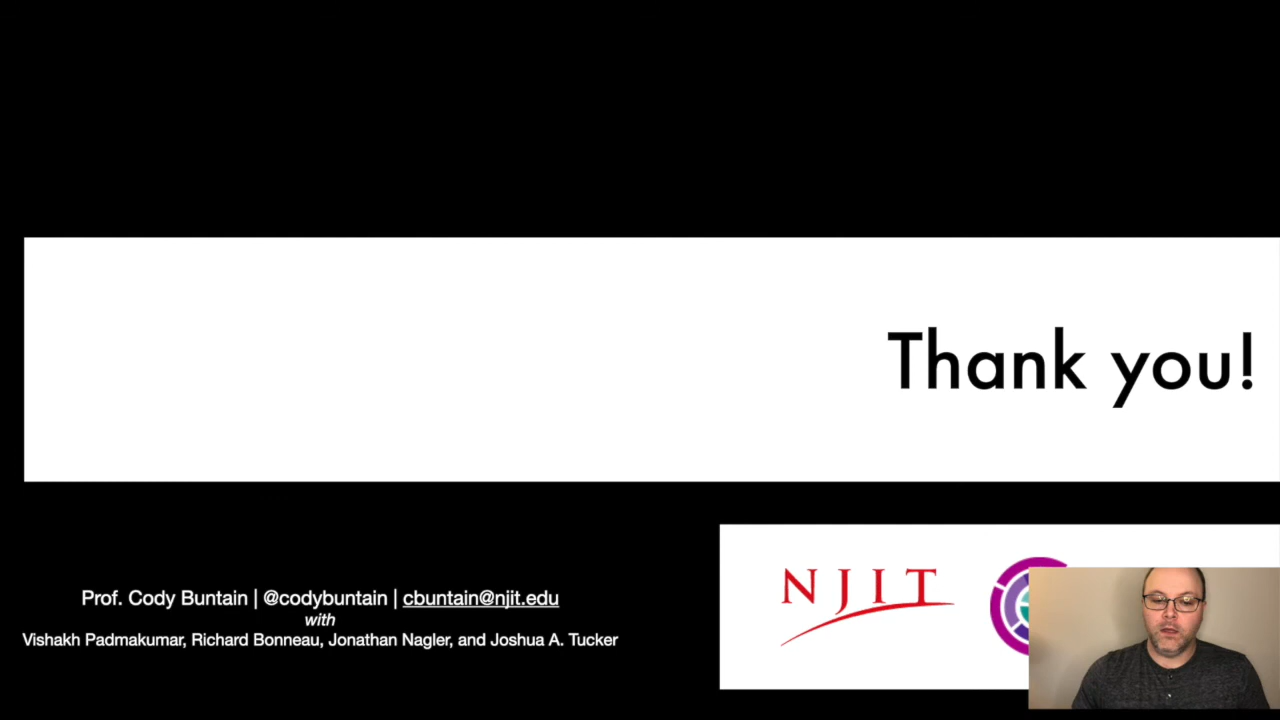 Thank you!
NJIT
Prof. Cody Buntain | @codybuntain | cbuntain@njit.edu
with
Vishakh Padmakumar, Richard Bonneau, Jonathan Nagler, and Joshua A. Tucker